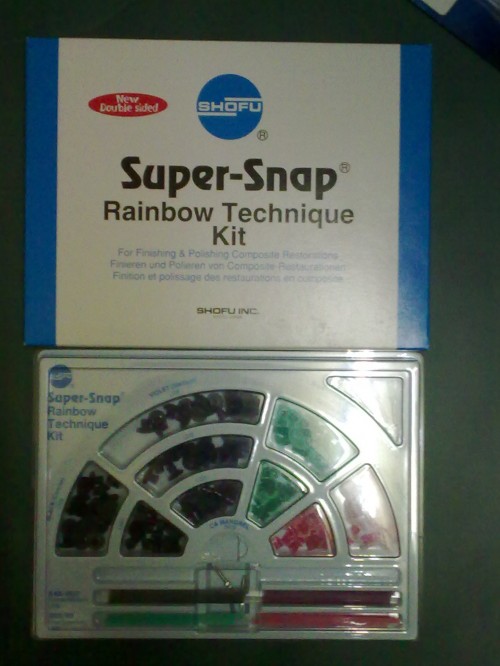 New
Double sided
SHOFU
®
Super-Snap®
Rainbow Technique
Kit
For Finishing & Polishing Composite Restorations
Finieren und Polieren von Composite-Restaurationen
Finition et polissage des restaurations en composite
SHOFU INC.
Super-Snap
Rainbow
Technique
Kit